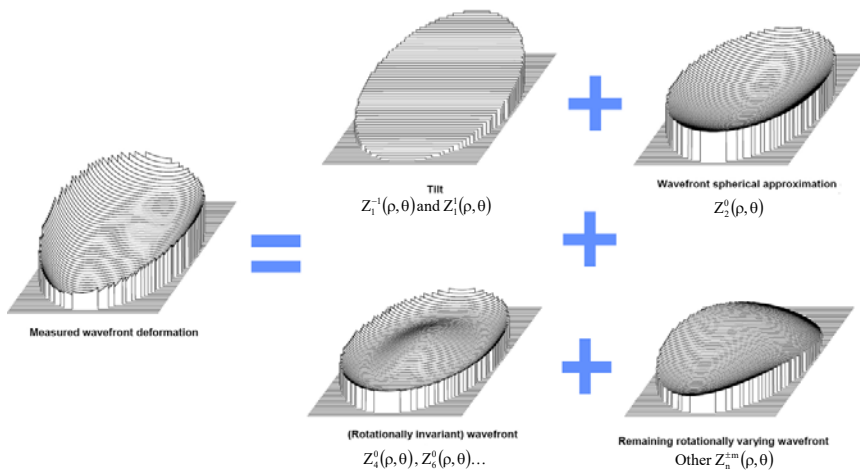 Tilt
Z₁⁻¹(ρ,θ) and Z₁¹(ρ,θ)
+
Wavefront spherical approximation
Z₂⁰(ρ,θ)
Measured wavefront deformation
=
+
(Rotationally invariant) wavefront
Z₄⁰(ρ,θ), Z₆⁰(ρ,θ)...
+
Remaining rotationally varying wavefront
Other Zₙ^±m(ρ,θ)